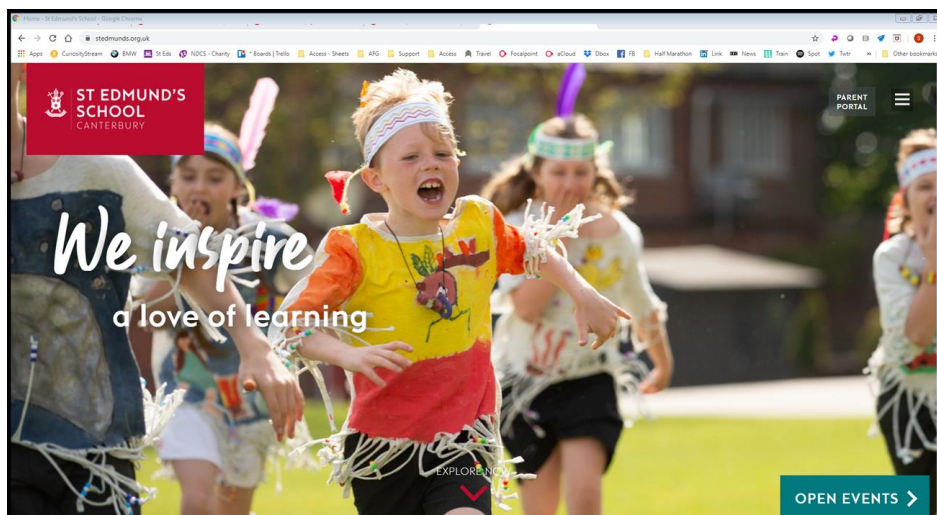 Home - St Edmund's School - Google Chrome
stedmunds.org.uk
Apps CuriosityStream BMW St Eds NDCS - Charity * Boards | Trello Access - Sheets AFG Support Access Travel Focalpoint aCloud Dbox FB Half Marathon Link News Train Spot Twtr » Other bookmarks
ST EDMUND'S
SCHOOL
CANTERBURY
PARENT
PORTAL
We inspire
a love of learning
EXPLORE NOW
OPEN EVENTS